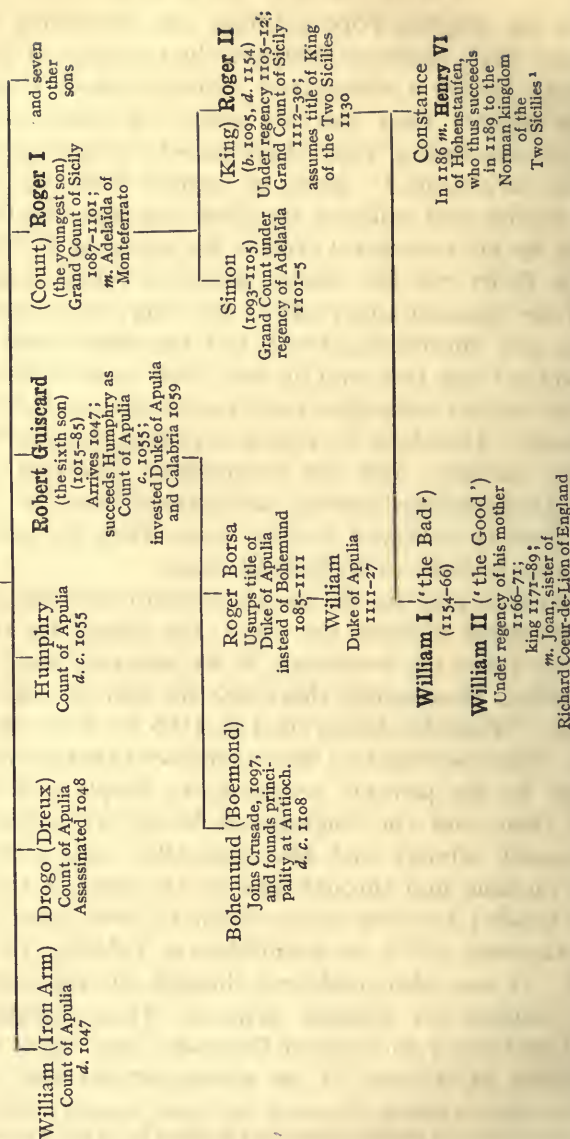 William (Iron Arm)
Count of Apulia
d. 1047
Drogo (Dreux)
Count of Apulia
Assassinated 1048
Humphry
Count of Apulia
d. c. 1055
Robert Guiscard
(the sixth son)
(1015-85)
Arrives 1047;
succeeds Humphry as
Count of Apulia
c. 1055;
invested Duke of Apulia
and Calabria 1059
(Count) Roger I
(the youngest son)
Grand Count of Sicily
1087-1101;
m. Adelaïda of
Monteferrato
and seven
other
sons
Bohemund (Boemond)
Joins Crusade, 1097,
and founds princi-
pality at Antioch.
d. c. 1108
Roger Borsa
Usurps title of
Duke of Apulia
instead of Bohemund
1085-1111
William
Duke of Apulia
1111-27
Simon
(1093-1105)
Grand Count under
regency of Adelaïda
1101-5
(King) Roger II
(b. 1095, d. 1154)
Under regency 1105-12;
Grand Count of Sicily
1112-30;
assumes title of King
of the Two Sicilies
1130
William I ('the Bad')
(1154-66)
William II ('the Good')
Under regency of his mother
1166-71;
king 1171-89;
m. Joan, sister of
Richard Coeur-de-Lion of England
Constance
In 1186 m. Henry VI
of Hohenstaufen,
who thus succeeds
in 1189 to the
Norman kingdom
of the
Two Sicilies ¹